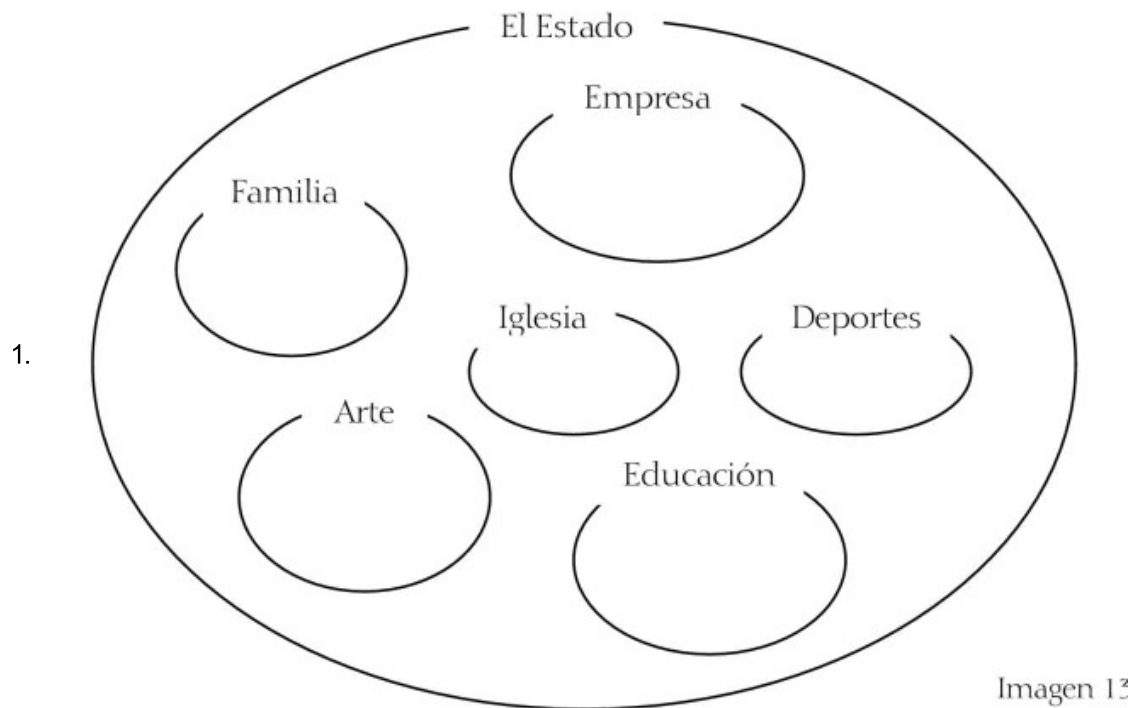 El Estado
Empresa
Familia
Iglesia
Deportes
1.
Arte
Educación
Imagen 13